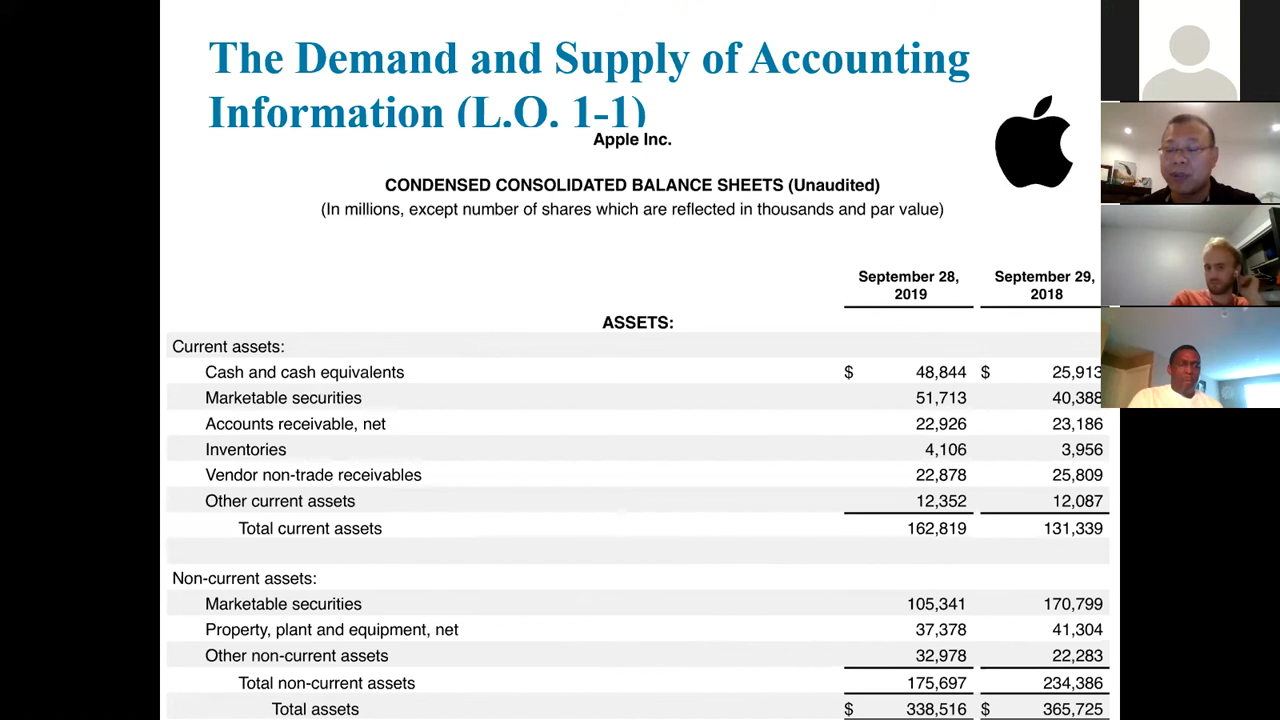 The Demand and Supply of Accounting
Information (L.O. 1-1)
Apple Inc.
CONDENSED CONSOLIDATED BALANCE SHEETS (Unaudited)
(In millions, except number of shares which are reflected in thousands and par value)
September 28, September 29,
2019 2018
ASSETS:
Current assets:
Cash and cash equivalents $ 48,844 $ 25,913
Marketable securities 51,713 40,388
Accounts receivable, net 22,926 23,186
Inventories 4,106 3,956
Vendor non-trade receivables 22,878 25,809
Other current assets 12,352 12,087
Total current assets 162,819 131,339
Non-current assets:
Marketable securities 105,341 170,799
Property, plant and equipment, net 37,378 41,304
Other non-current assets 32,978 22,283
Total non-current assets 175,697 234,386
Total assets $ 338,516 $ 365,725